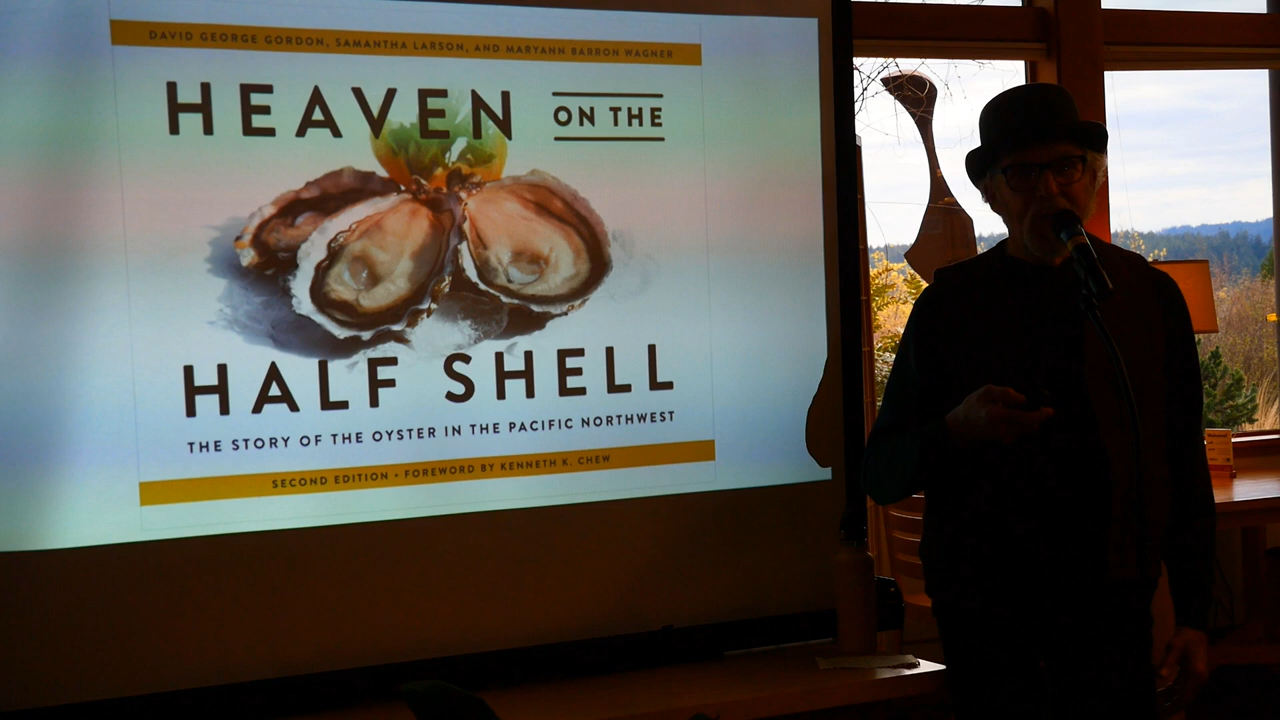 DAVID GEORGE GORDON, SAMANTHA LARSON, AND MARYANN BARRON WAGNER
HEAVEN ON THE
HALF SHELL
THE STORY OF THE OYSTER IN THE PACIFIC NORTHWEST
SECOND EDITION • FOREWORD BY KENNETH K. CHEW